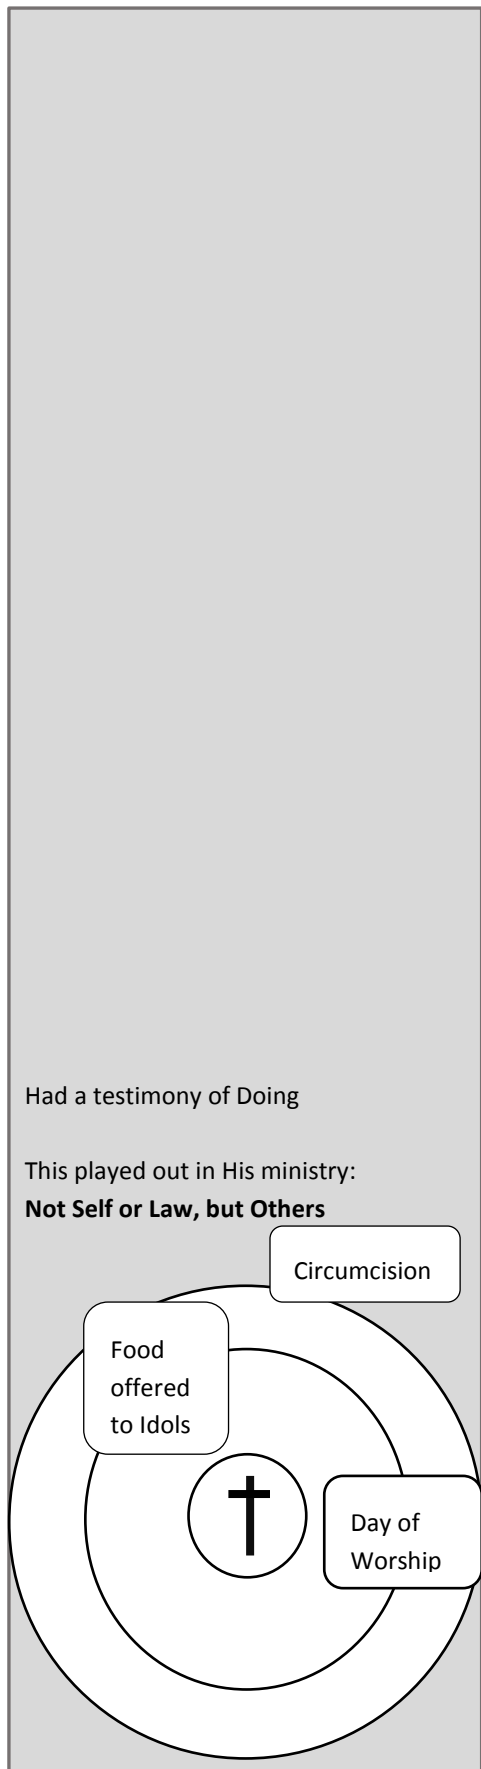 Had a testimony of Doing
This played out in His ministry:
Not Self or Law, but Others
Circumcision
Food
offered
to Idols
Day of
Worship